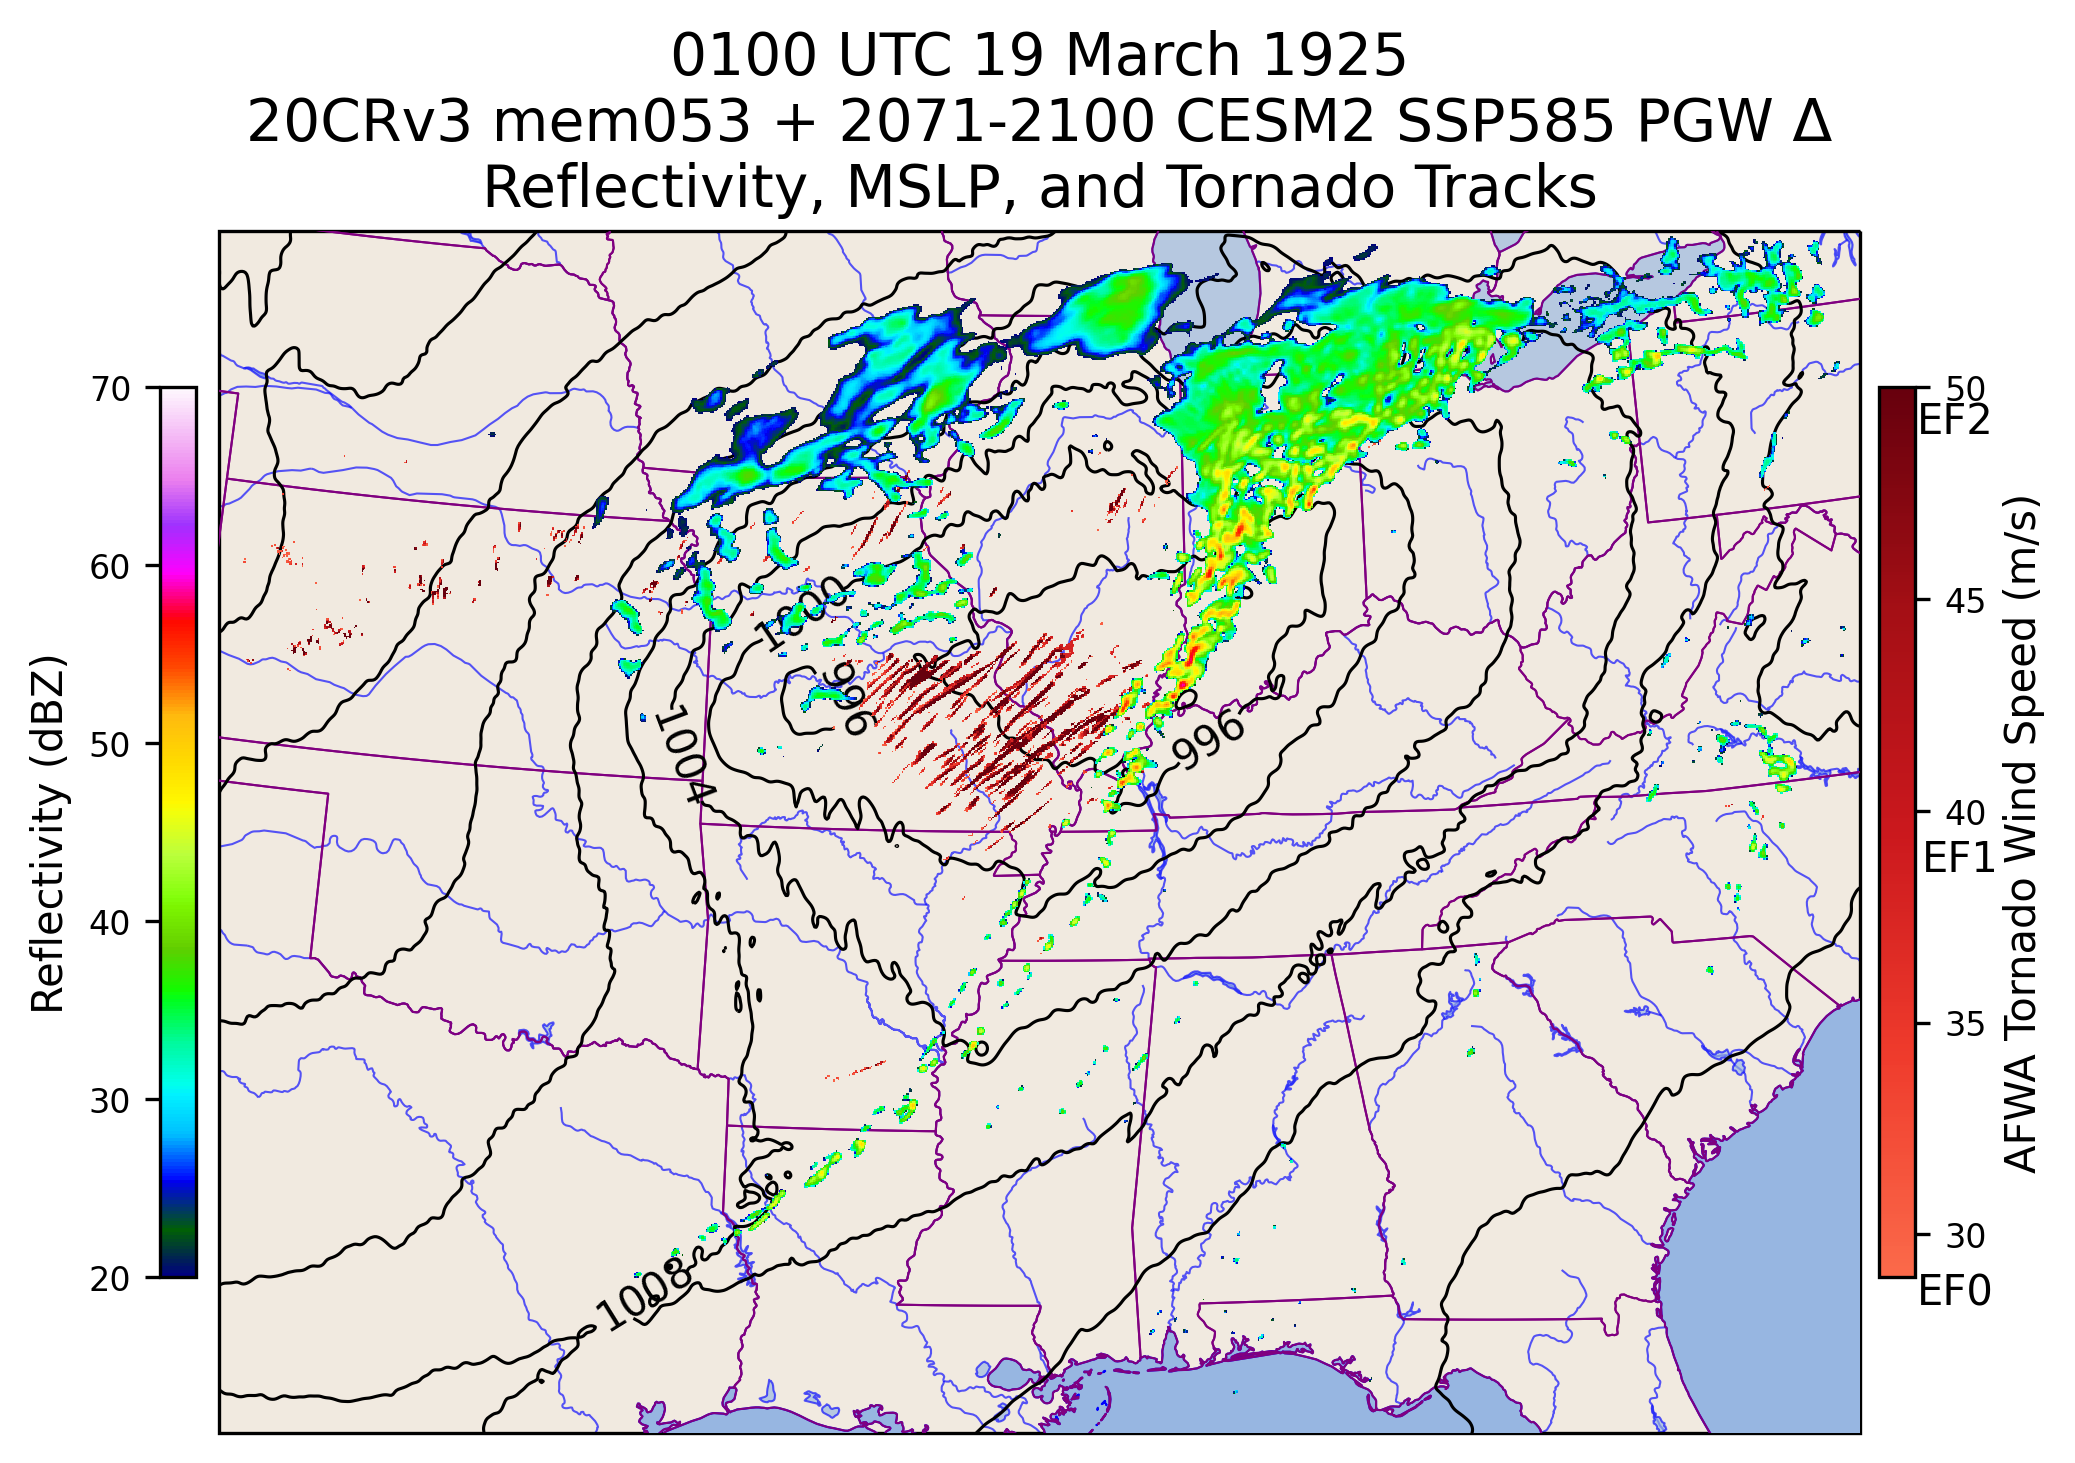 0100 UTC 19 March 1925
20CRv3 mem053 + 2071-2100 CESM2 SSP585 PGW Δ
Reflectivity, MSLP, and Tornado Tracks
Reflectivity (dBZ)
70
60
50
40
30
20
1000
996
1004
996
1008
50
EF2
45
40
EF1
35
30
EF0
AFWA Tornado Wind Speed (m/s)